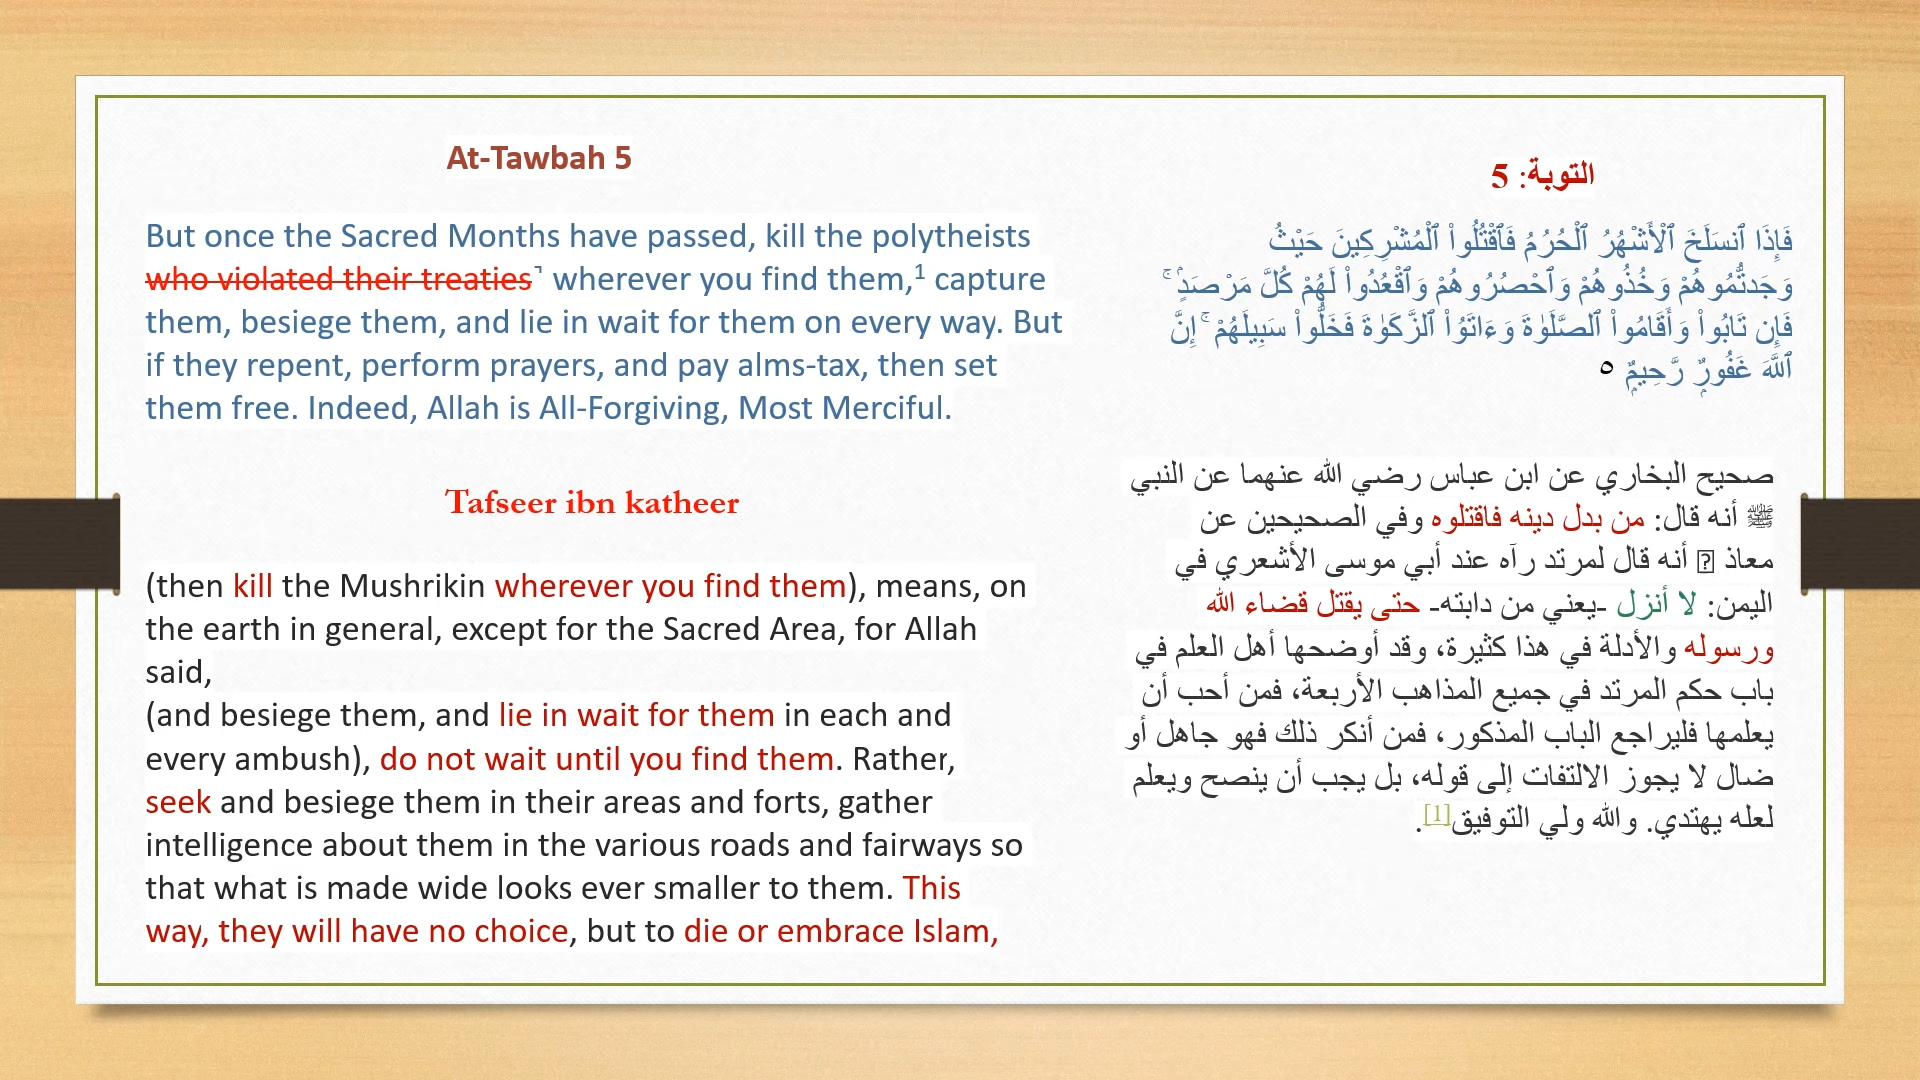 At-Tawbah 5
But once the Sacred Months have passed, kill the polytheists
who violated their treaties˺ wherever you find them,¹ capture
them, besiege them, and lie in wait for them on every way. But
if they repent, perform prayers, and pay alms-tax, then set
them free. Indeed, Allah is All-Forgiving, Most Merciful.
Tafseer ibn katheer
(then kill the Mushrikin wherever you find them), means, on
the earth in general, except for the Sacred Area, for Allah
said,
(and besiege them, and lie in wait for them in each and
every ambush), do not wait until you find them. Rather,
seek and besiege them in their areas and forts, gather
intelligence about them in the various roads and fairways so
that what is made wide looks ever smaller to them. This
way, they will have no choice, but to die or embrace Islam,
التوبة: 5
فَإِذَا ٱنسَلَخَ ٱلْأَشْهُرُ ٱلْحُرُمُ فَٱقْتُلُوا۟ ٱلْمُشْرِكِينَ حَيْثُ
وَجَدتُّمُوهُمْ وَخُذُوهُمْ وَٱحْصُرُوهُمْ وَٱقْعُدُوا۟ لَهُمْ كُلَّ مَرْصَدٍۢ ۚ
فَإِن تَابُوا۟ وَأَقَامُوا۟ ٱلصَّلَوٰةَ وَءَاتَوُا۟ ٱلزَّكَوٰةَ فَخَلُّوا۟ سَبِيلَهُمْ ۚ إِنَّ
ٱللَّهَ غَفُورٌۭ رَّحِيمٌۭ ٥
صحيح البخاري عن ابن عباس رضي الله عنهما عن النبي
ﷺ أنه قال: من بدل دينه فاقتلوه وفي الصحيحين عن
معاذ أنه قال لمرتد رآه عند أبي موسى الأشعري في
اليمن: لا أنزل -يعني من دابته- حتى يقتل قضاء الله
ورسوله والأدلة في هذا كثيرة، وقد أوضحها أهل العلم في
باب حكم المرتد في جميع المذاهب الأربعة، فمن أحب أن
يعلمها فليراجع الباب المذكور، فمن أنكر ذلك فهو جاهل أو
ضال لا يجوز الالتفات إلى قوله، بل يجب أن ينصح ويعلم
لعله يهتدي. والله ولي التوفيق[1].